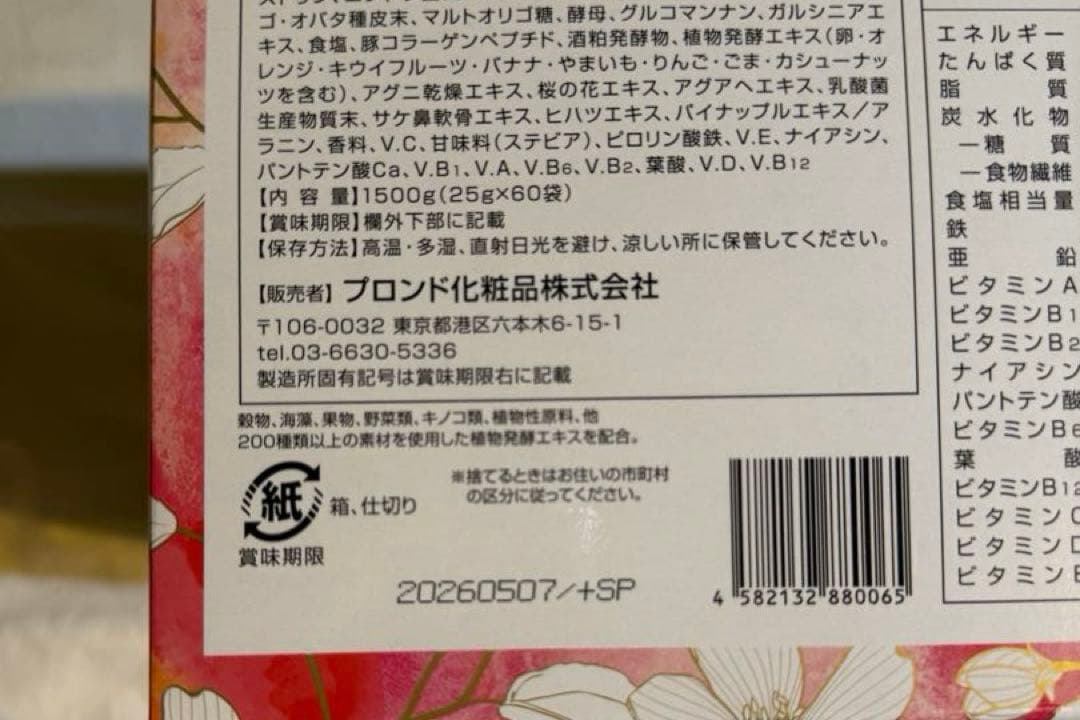 ゴ・オバタ種皮末、マルトオリゴ糖、酵母、グルコマンナン、ガルシニアエ
キス、食塩、豚コラーゲンペプチド、酒粕発酵物、植物発酵エキス(卵・オ
レンジ・キウイフルーツ・バナナ・やまいも・りんご・ごま・カシューナッ
ツを含む)、アグニ乾燥エキス、桜の花エキス、アグアヘエキス、乳酸菌
生産物質末、サケ鼻軟骨エキス、ヒハツエキス、パイナップルエキス/ア
ラニン、香料、V.C、甘味料(ステビア)、ピロリン酸鉄、V.E、ナイアシン、
パントテン酸Ca、V.B1、V.A、V.B6、V.B2、葉酸、V.D、V.B12
【内容量】1500g(25g×60袋)
【賞味期限】欄外下部に記載
【保存方法】高温・多湿、直射日光を避け、涼しい所に保管してください。
【販売者】ブロンド化粧品株式会社
〒106-0032 東京都港区六本木6-15-1
tel.03-6630-5336
製造所固有記号は賞味期限右に記載
穀物、海藻、果物、野菜類、キノコ類、植物性原料、他
200種類以上の素材を使用した植物発酵エキスを配合。
紙
箱、仕切り
※捨てるときはお住いの市町村
の区分に従ってください。
賞味期限
20260507/+SP
4 582132 880065
エネルギー
たんぱく質
脂質
炭水化物
―糖質
―食物繊維
食塩相当量
鉄
亜鉛
ビタミンA
ビタミンB1
ビタミンB2
ナイアシン
パントテン酸
ビタミンB6
葉酸
ビタミンB12
ビタミンC
ビタミンD
ビタミンE